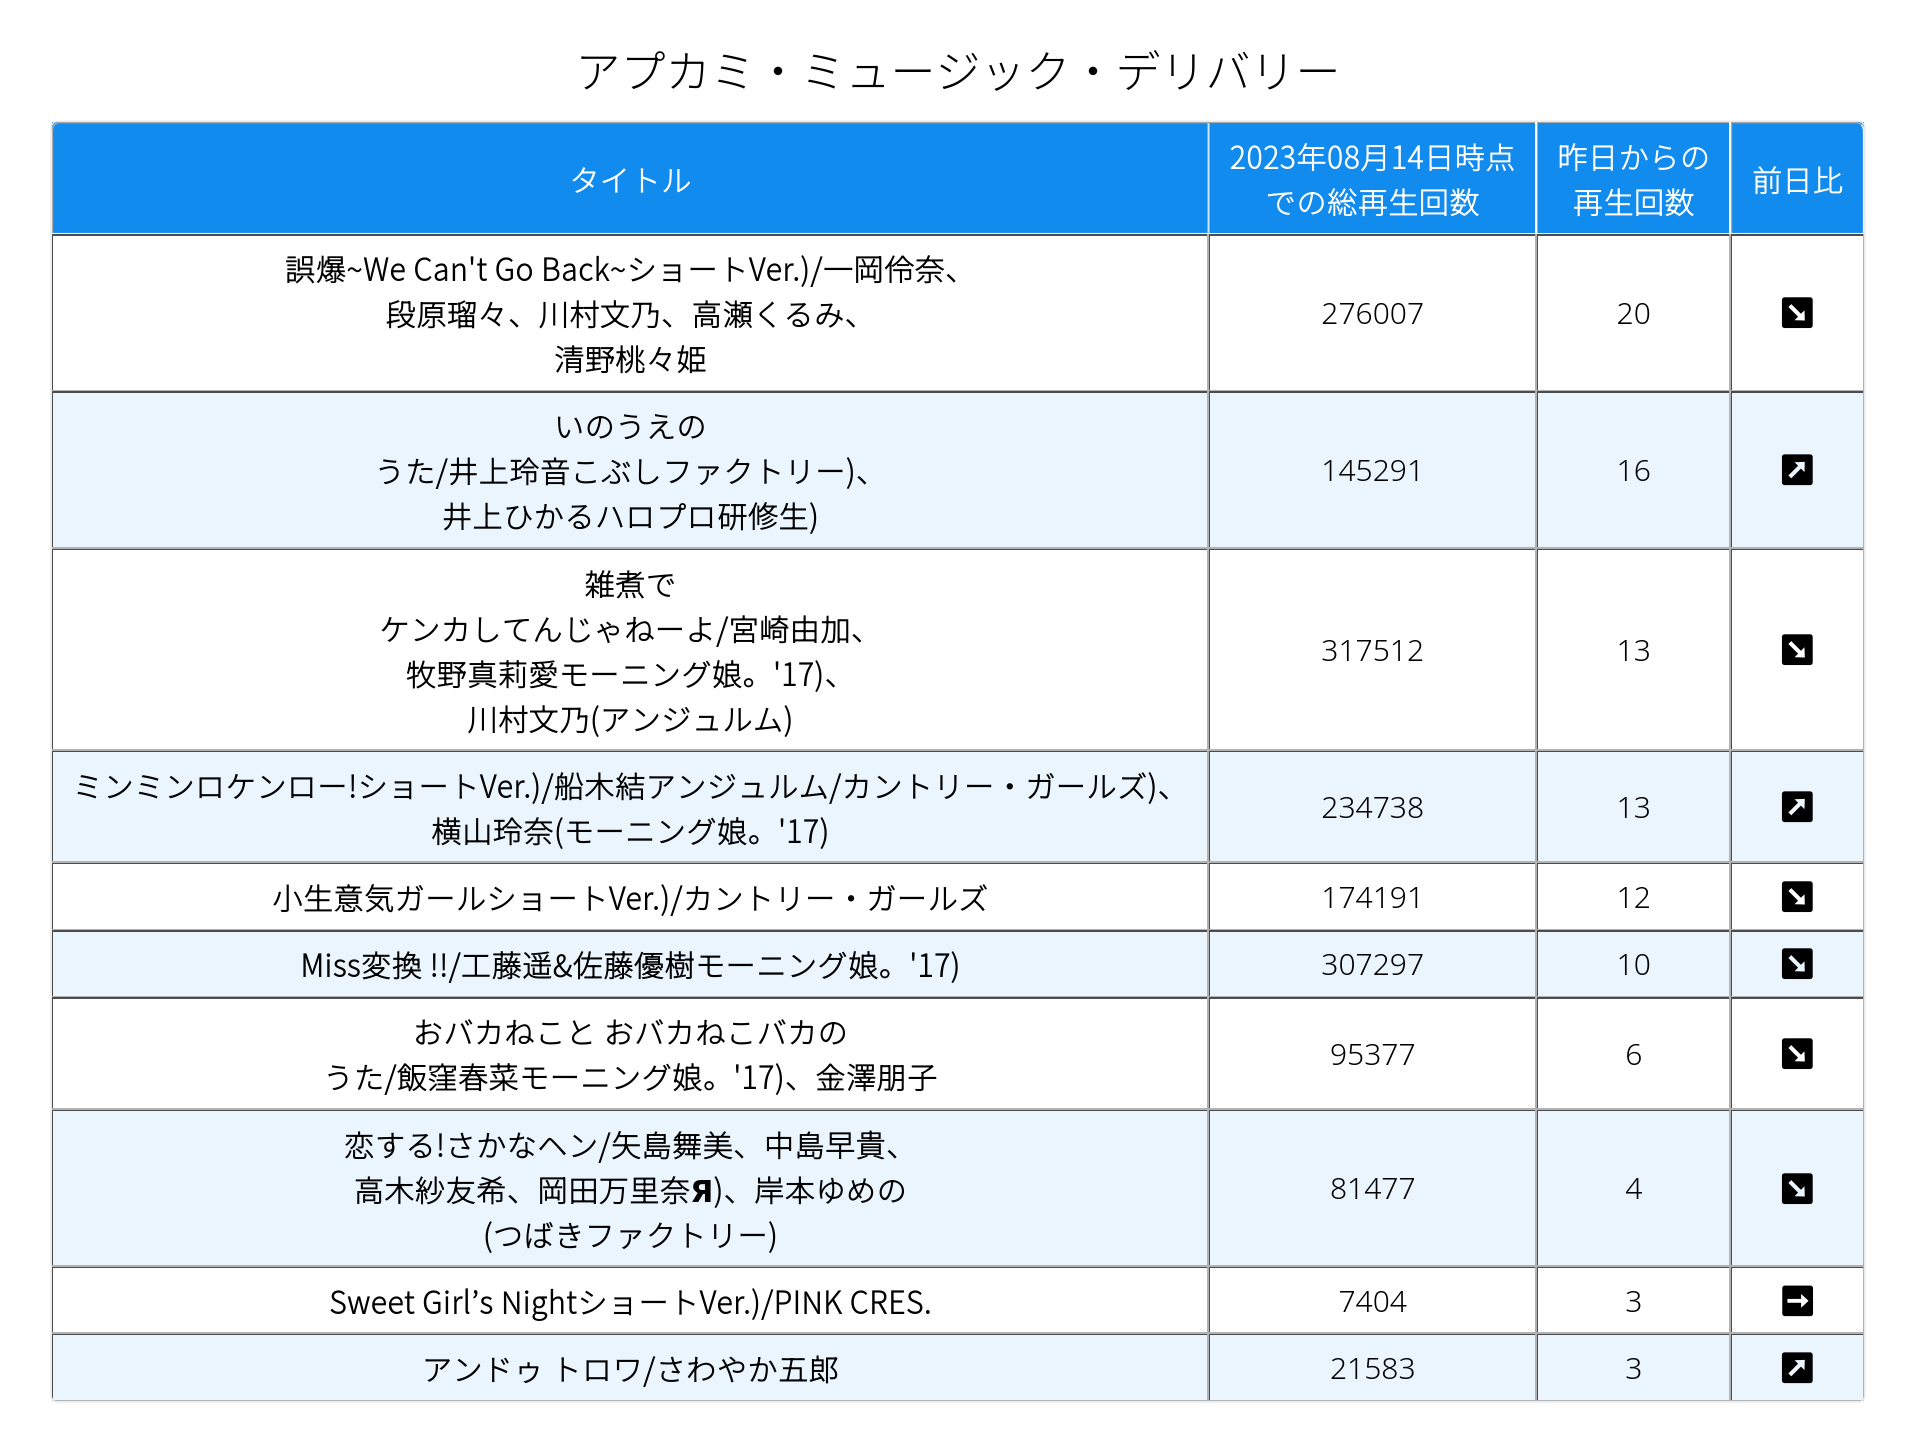 アプカミ・ミュージック・デリバリー
タイトル
2023年08月14日時点
での総再生回数
昨日からの
再生回数
前日比
誤爆~We Can't Go Back~ショートVer.)/一岡伶奈、
段原瑠々、川村文乃、高瀬くるみ、
清野桃々姫
276007
20
いのうえの
うた/井上玲音こぶしファクトリー)、
井上ひかるハロプロ研修生)
145291
16
雑煮で
ケンカしてんじゃねーよ/宮崎由加、
牧野真莉愛モーニング娘。'17)、
川村文乃(アンジュルム)
317512
13
ミンミンロケンロー!ショートVer.)/船木結アンジュルム/カントリー・ガールズ)、
横山玲奈(モーニング娘。'17)
234738
13
小生意気ガールショートVer.)/カントリー・ガールズ
174191
12
Miss変換 !!/工藤遥&佐藤優樹モーニング娘。'17)
307297
10
おバカねこと おバカねこバカの
うた/飯窪春菜モーニング娘。'17)、金澤朋子
95377
6
恋する!さかなヘン/矢島舞美、中島早貴、
高木紗友希、岡田万里奈Я)、岸本ゆめの
(つばきファクトリー)
81477
4
Sweet Girl’s NightショートVer.)/PINK CRES.
7404
3
アンドゥ トロワ/さわやか五郎
21583
3